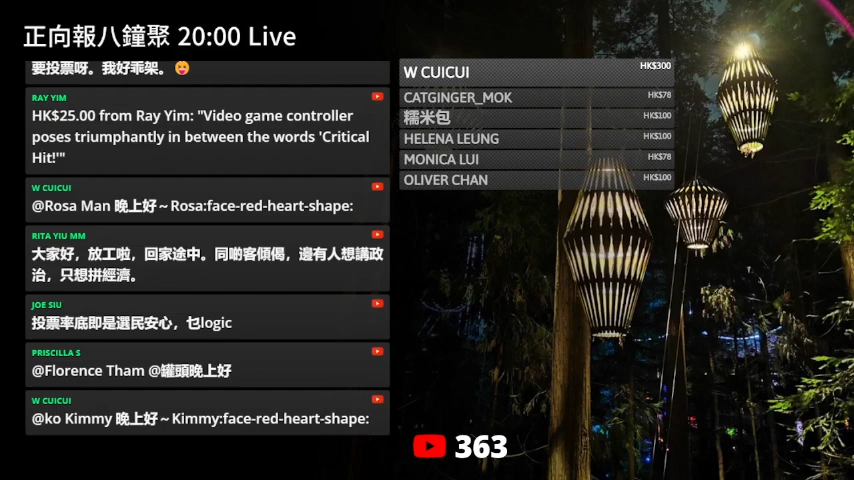 正向報八鐘聚 20:00 Live
要投票呀。我好乖架。
RAY YIM
HK$25.00 from Ray Yim: "Video game controller
poses triumphantly in between the words 'Critical
Hit!'"
W CUICUI
@Rosa Man 晚上好～Rosa:face-red-heart-shape:
RITA YIU MM
大家好，放工啦，回家途中。同啲客傾偈，邊有人想講政
治，只想拼經濟。
JOE SIU
投票率底即是選民安心，乜logic
PRISCILLA S
@Florence Tham @罐頭晚上好
W CUICUI
@ko Kimmy 晚上好～Kimmy:face-red-heart-shape:
W CUICUI HK$300
CATGINGER_MOK HK$78
糯米包 HK$100
HELENA LEUNG HK$100
MONICA LUI HK$78
OLIVER CHAN HK$100
363